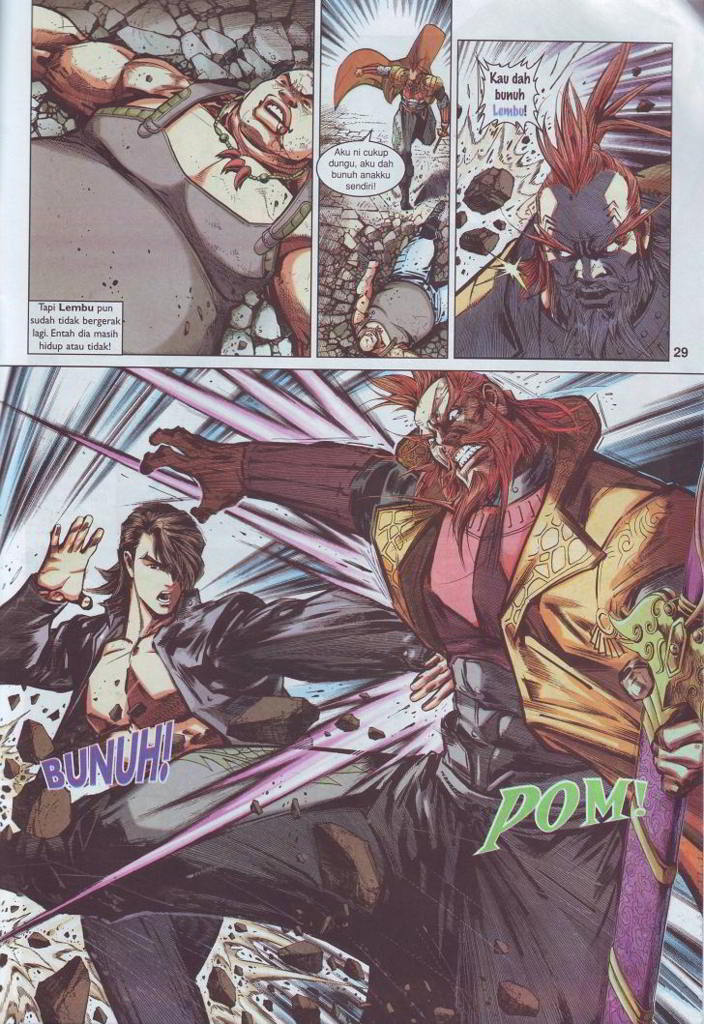 Tapi Lembu pun
sudah tidak bergerak
lagi. Entah dia masih
hidup atau tidak!
Aku ni cukup
dungu, aku dah
bunuh anakku
sendiri!
Kau dah
bunuh
Lembu!
29
BUNUH!
POM!